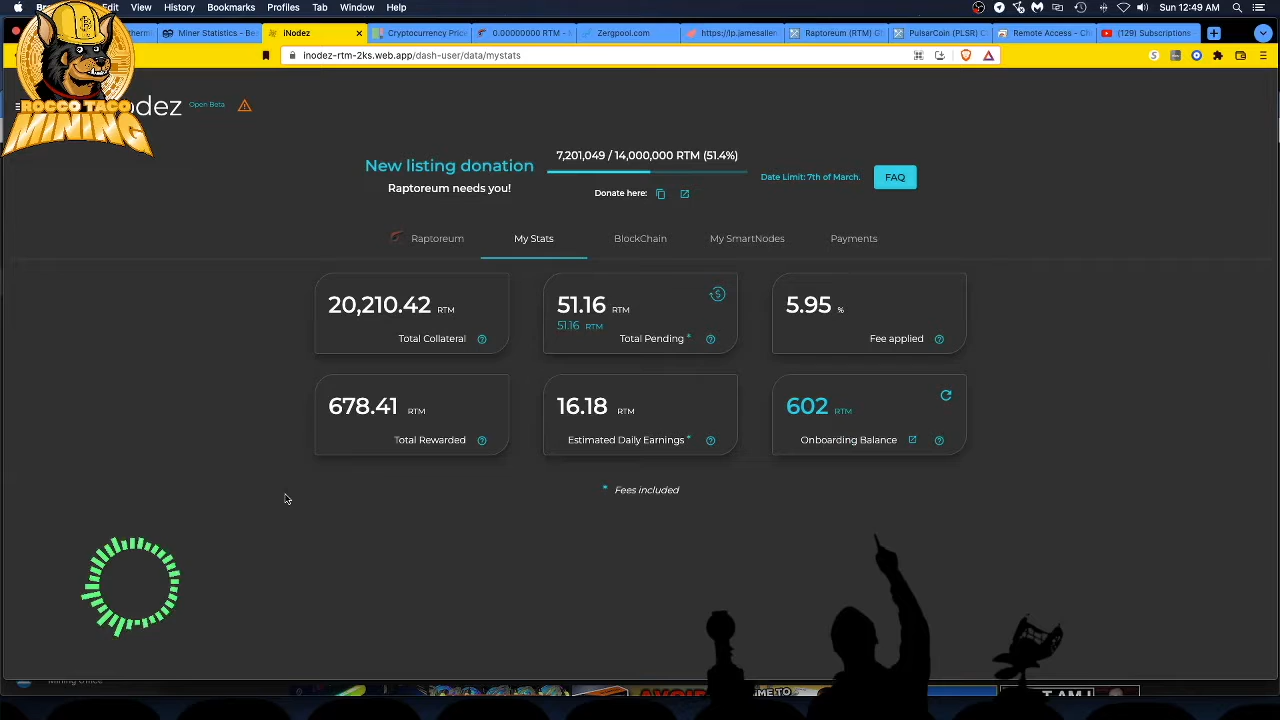 Bookmarks
Profiles
Tab
Window
Help
View
History
Sun 12:49 AM
Miner Statistics - Be
iNodez
Cryptocurrency Price
0.00000000 RTM -
Zergpool.com
https://lp.jamesallen
Raptoreum (RTM) G
PulsarCoin (PLSR) C
Remote Access - Ch
(129) Subscriptions
inodez-rtm-2ks.web.app/dash-user/data/mystats
ROCCO TACO
MINING
odez
Open Beta
New listing donation
Raptoreum needs you!
7,201,049 / 14,000,000 RTM (51.4%)
Donate here:
Date Limit: 7th of March.
FAQ
Raptoreum
My Stats
BlockChain
My SmartNodes
Payments
20,210.42 RTM
Total Collateral
51.16 RTM
51.16 RTM
Total Pending *
5.95 %
Fee applied
678.41 RTM
Total Rewarded
16.18 RTM
Estimated Daily Earnings *
602 RTM
Onboarding Balance
* Fees included